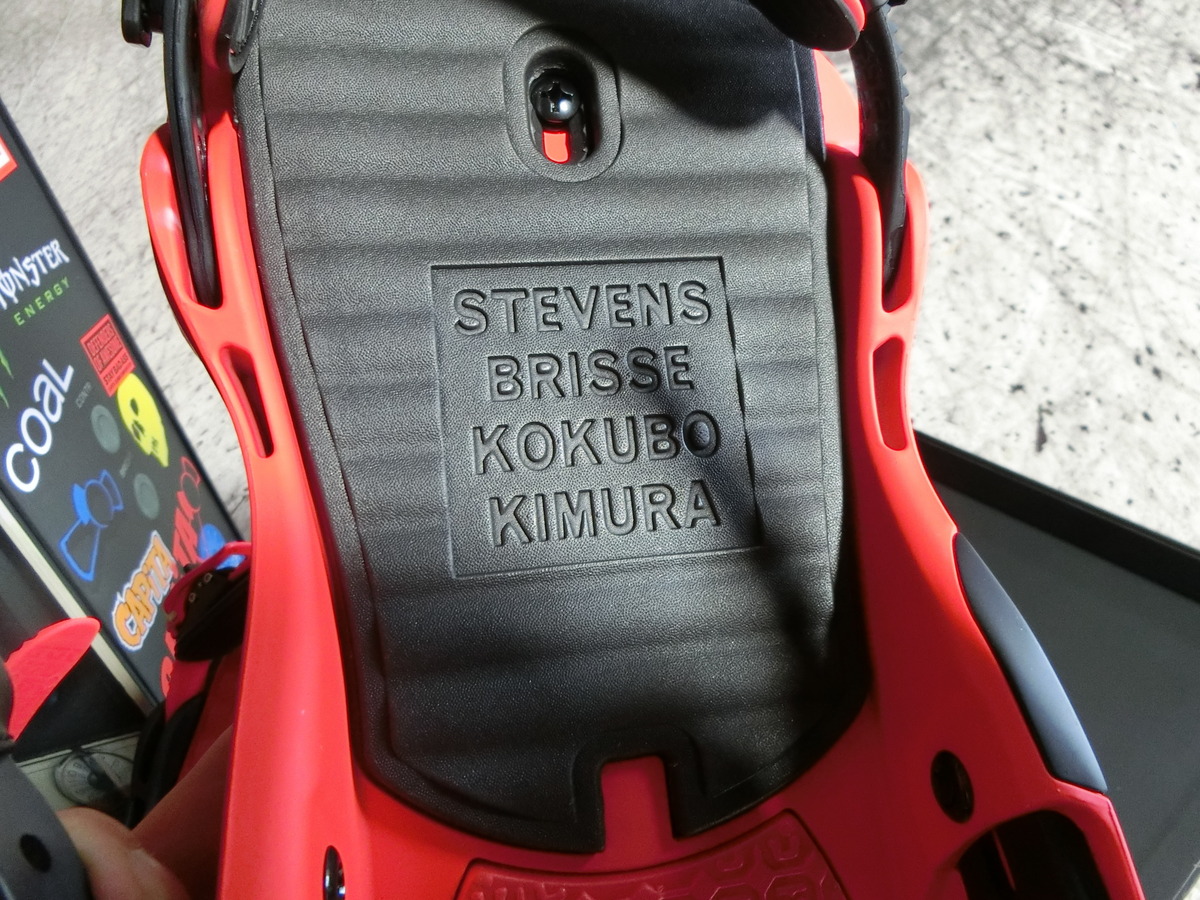 STEVENS
BRISSE
KOKUBO
KIMURA
MONSTER
ENERGY
coal
CAPiTA